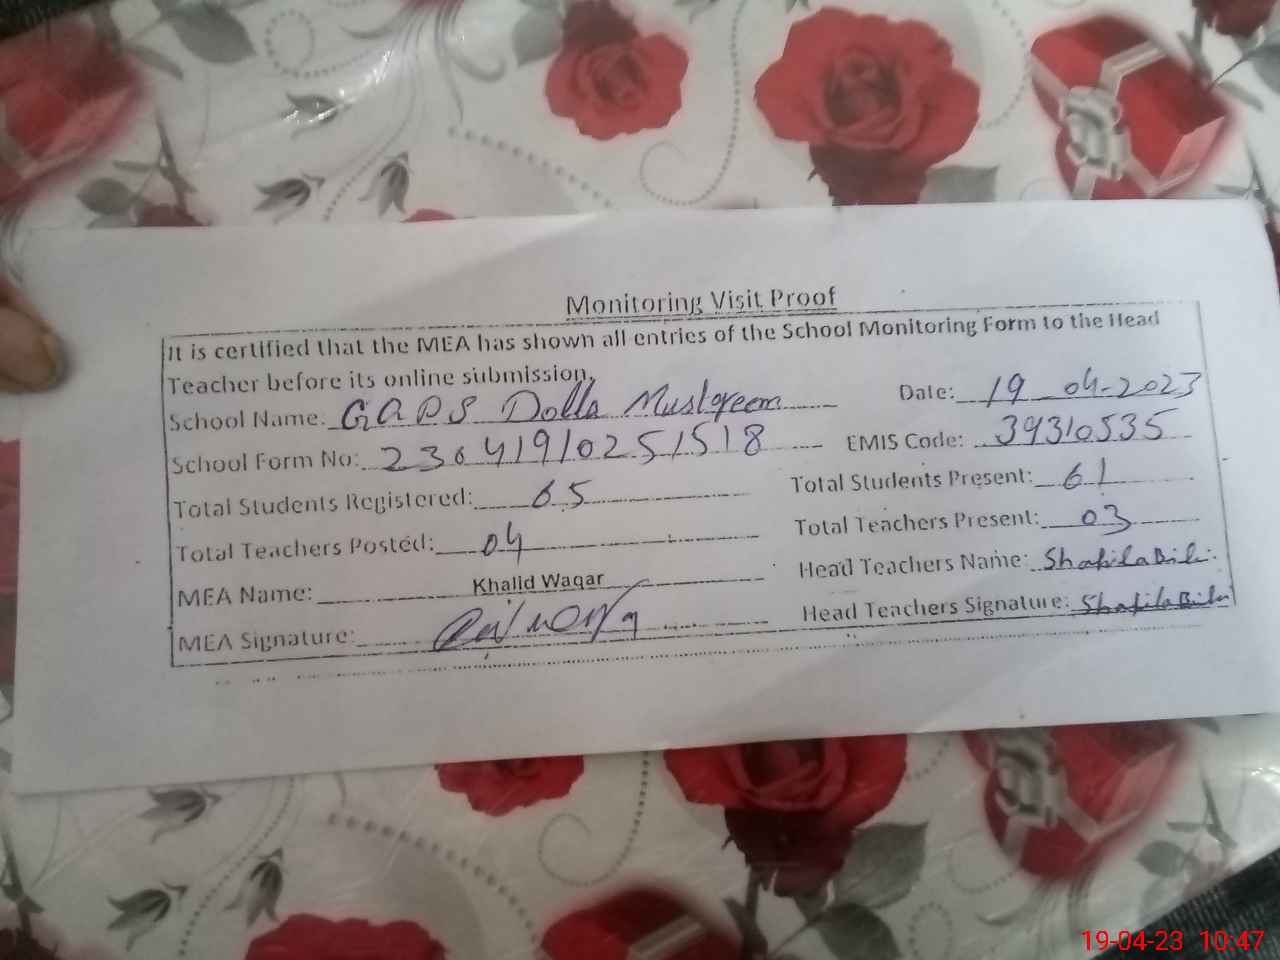 Monitoring Visit Proof
It is certified that the MEA has shown all entries of the School Monitoring Form to the Head
Teacher before its online submission.
School Name: Dolla Date: 19-04-2023
School Form No: 23041910251518 EMIS Code: 39310535
Total Students Registered: 65 Total Students Present: 61
Total Teachers Posted: 04 Total Teachers Present: 03
MEA Name: Khalid Waqar Head Teachers Name: Shakila Bibi
MEA Signature: Head Teachers Signature: Shakila Bibi
19-04-23 10:47